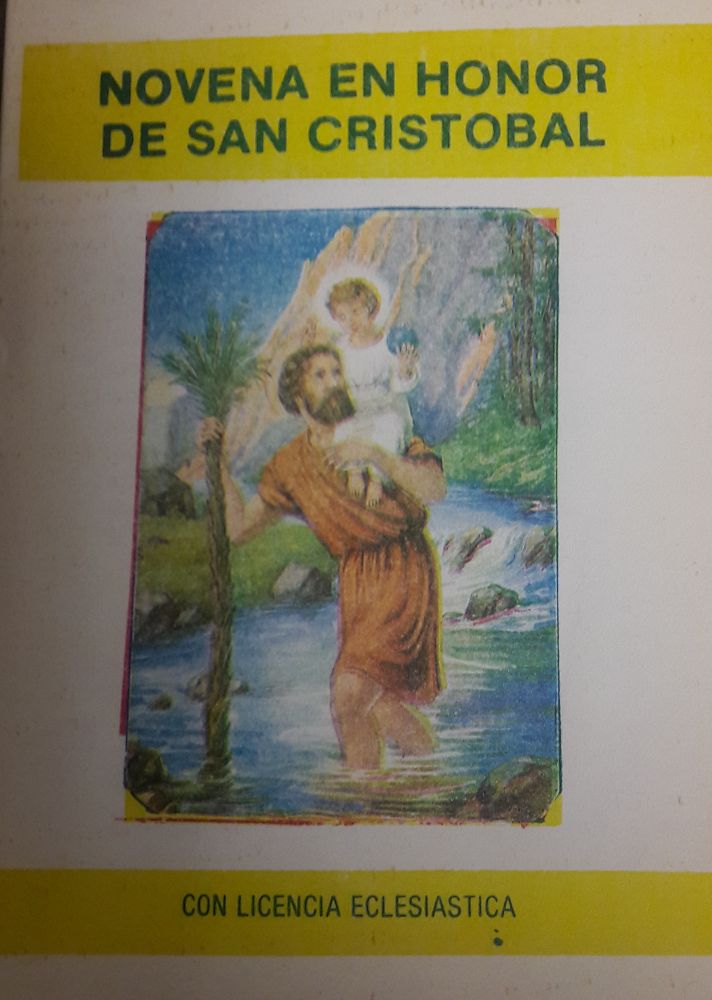 NOVENA EN HONOR
DE SAN CRISTOBAL
CON LICENCIA ECLESIASTICA